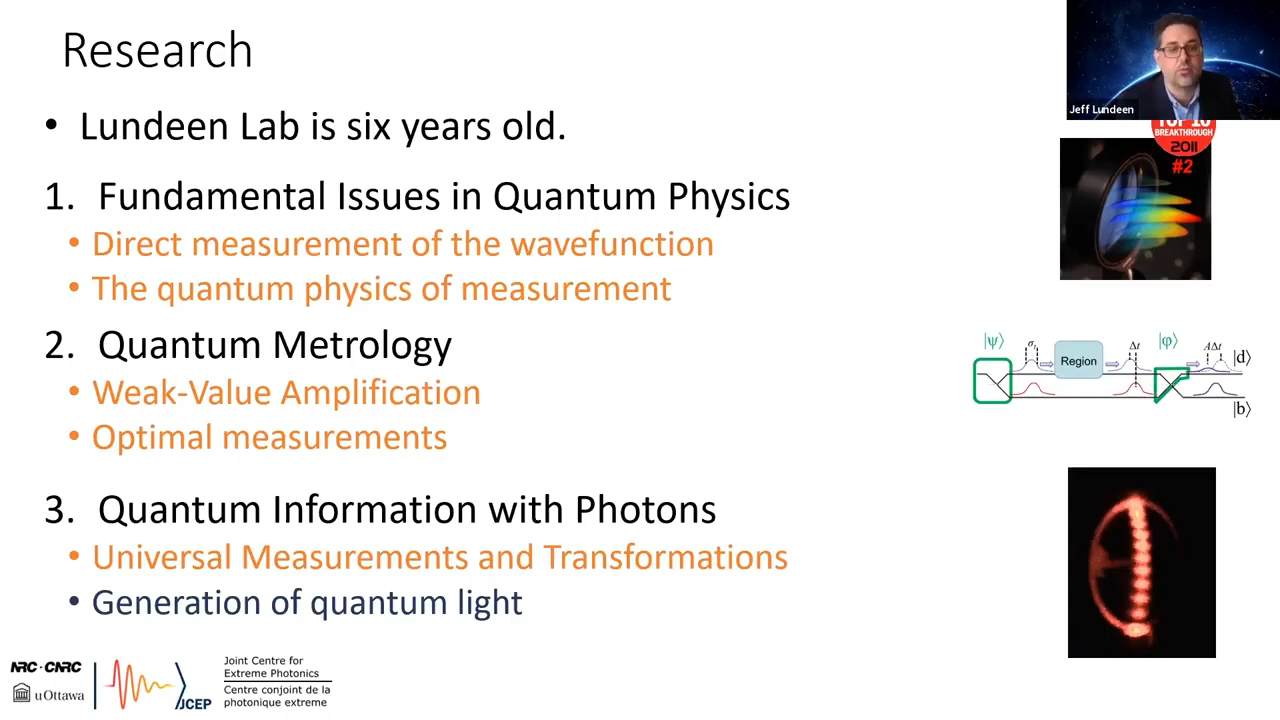 Research
Jeff Lundeen
• Lundeen Lab is six years old.
TOP 10
BREAKTHROUGH
2011
#2
1. Fundamental Issues in Quantum Physics
• Direct measurement of the wavefunction
• The quantum physics of measurement
2. Quantum Metrology
• Weak-Value Amplification
• Optimal measurements
|ψ⟩
σt
Region
Δt
|φ⟩
AΔt
|d⟩
|b⟩
3. Quantum Information with Photons
• Universal Measurements and Transformations
• Generation of quantum light
NRC·CNRC
uOttawa
JCEP
Joint Centre for
Extreme Photonics
Centre conjoint de la
photonique extreme